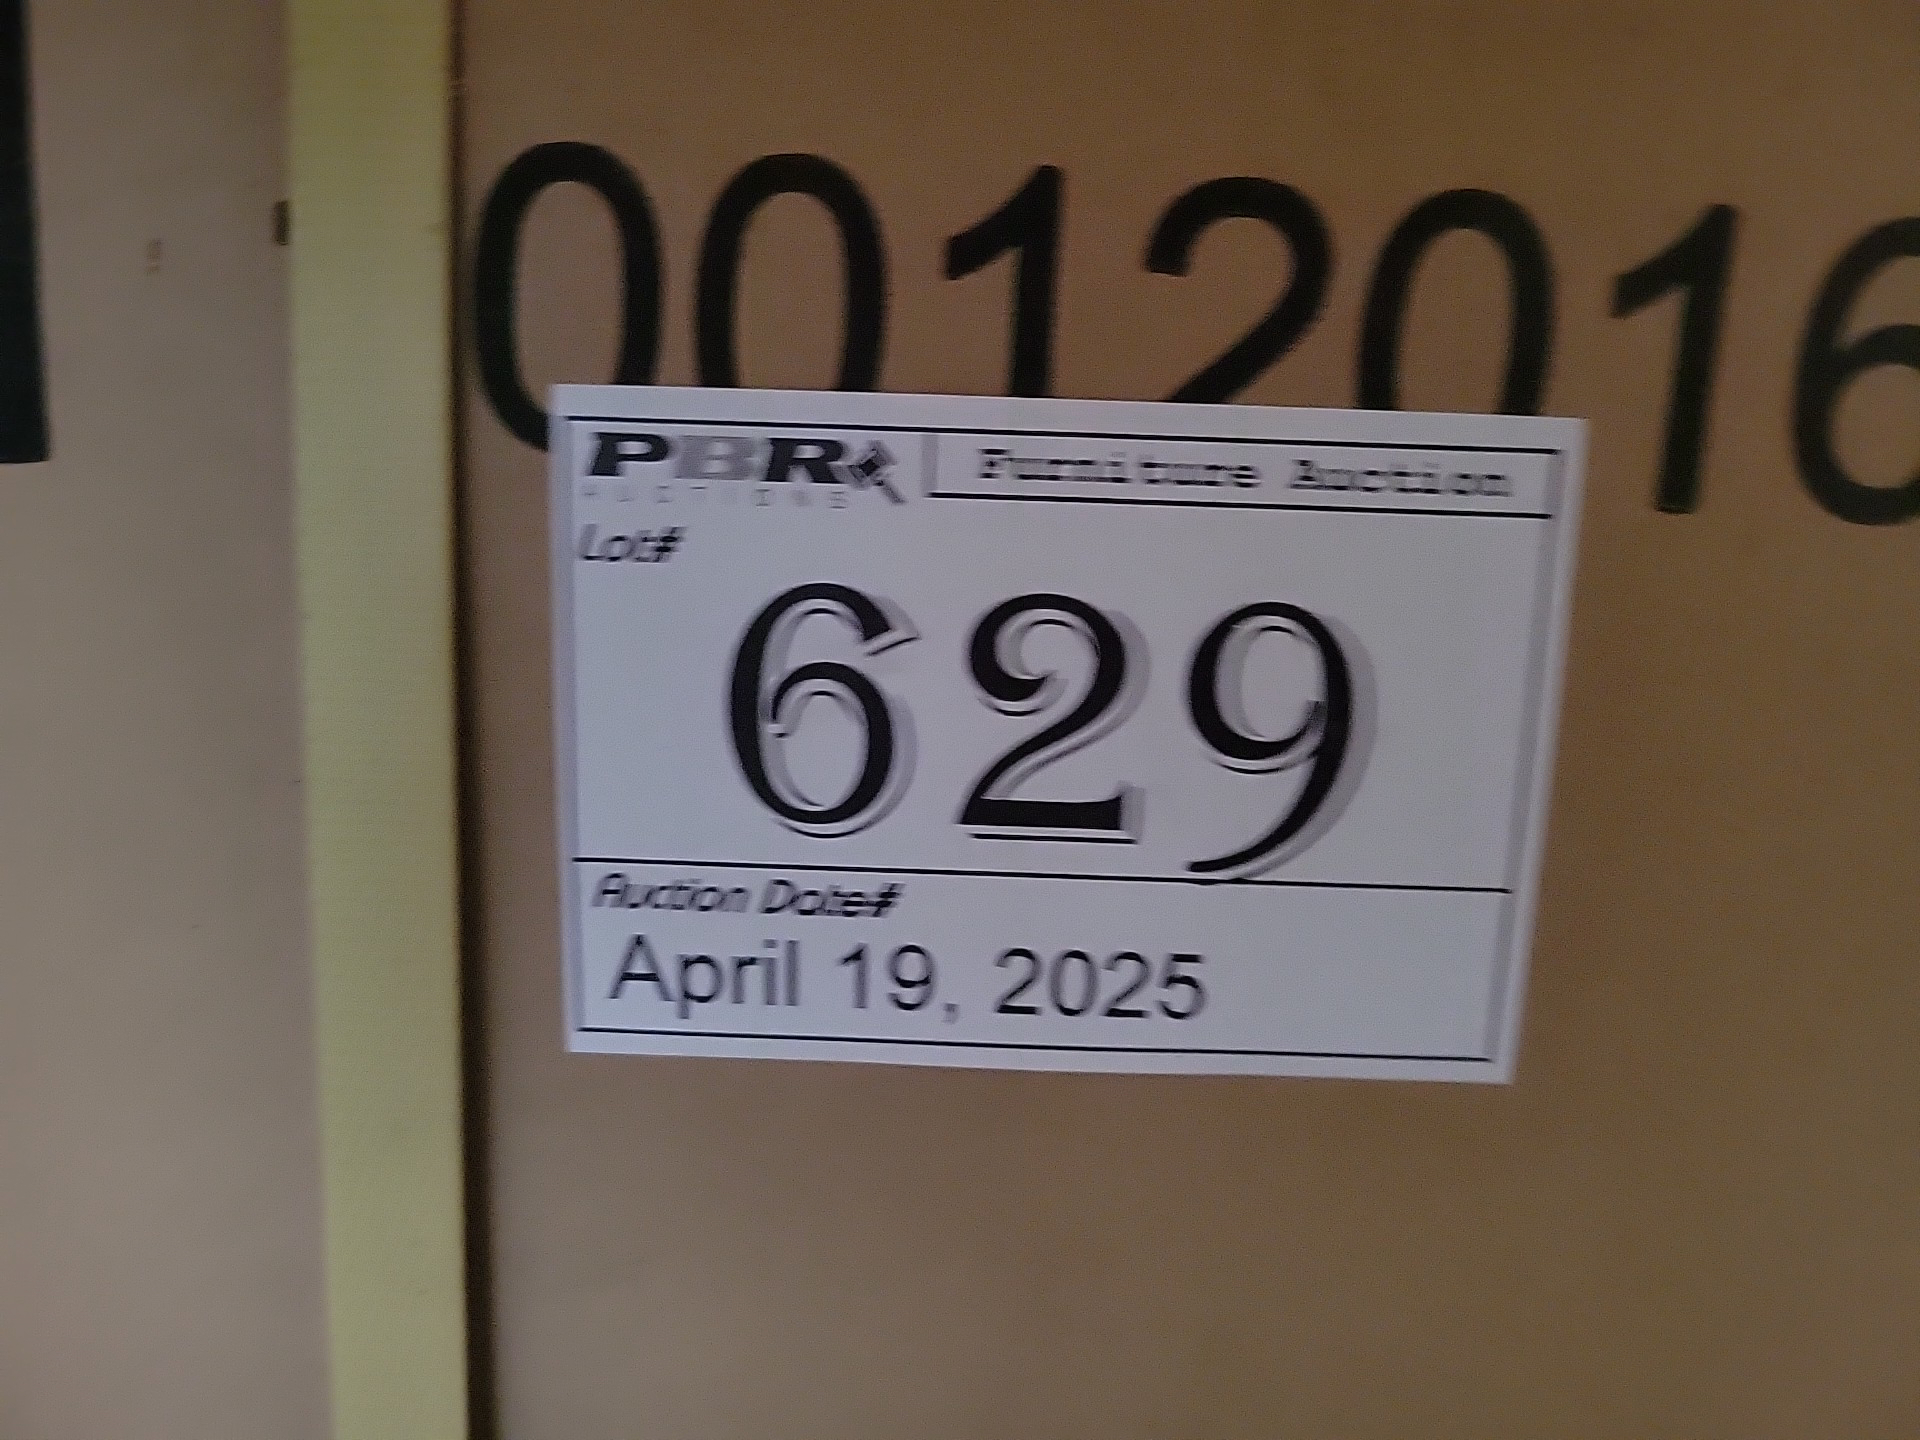 0012016
PBR
AUCTIONS
Furniture Auction
Lot#
629
Auction Date#
April 19, 2025